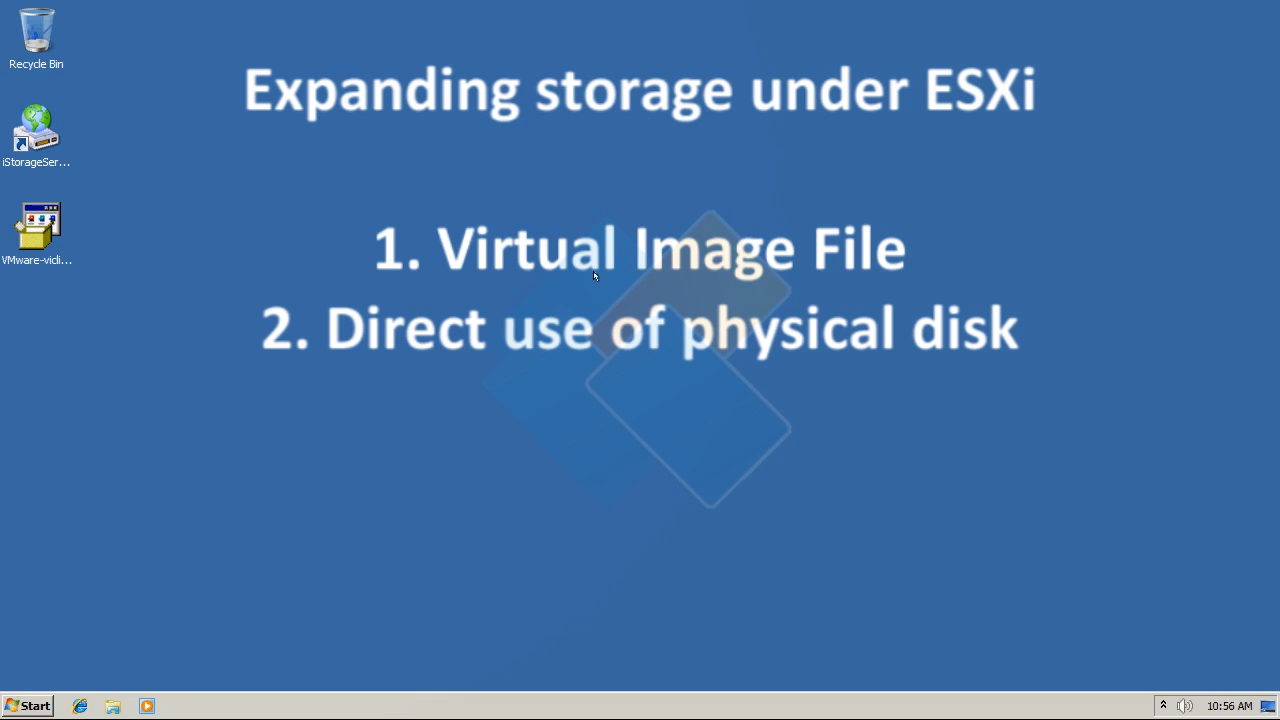 Expanding storage under ESXi
1. Virtual Image File
2. Direct use of physical disk
Recycle Bin
iStorageSer...
VMware-vicli...
Start
10:56 AM